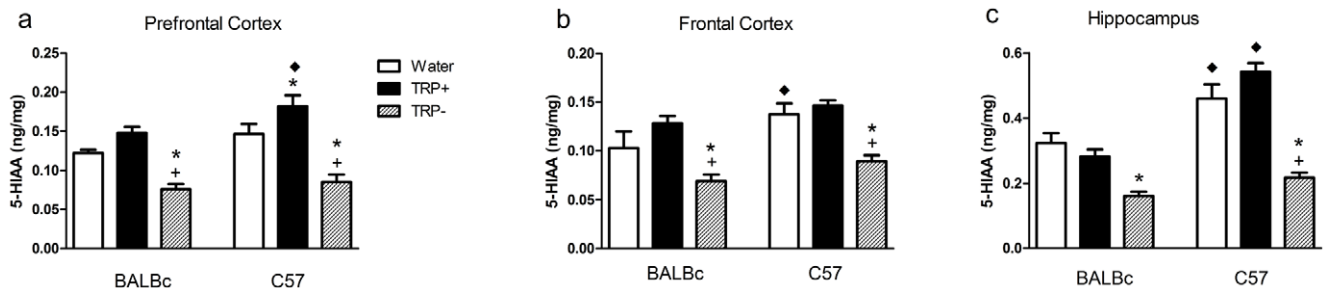 a
Prefrontal Cortex
5-HIAA (ng/mg)
0.25
0.20
0.15
0.10
0.05
0.00
◆
*
*
+
*
+
BALBc
C57
Water
TRP+
TRP-
b
Frontal Cortex
5-HIAA (ng/mg)
0.20
0.15
0.10
0.05
0.00
*
+
◆
*
+
BALBc
C57
c
Hippocampus
5-HIAA (ng/mg)
0.6
0.4
0.2
0.0
*
◆
◆
*
+
BALBc
C57